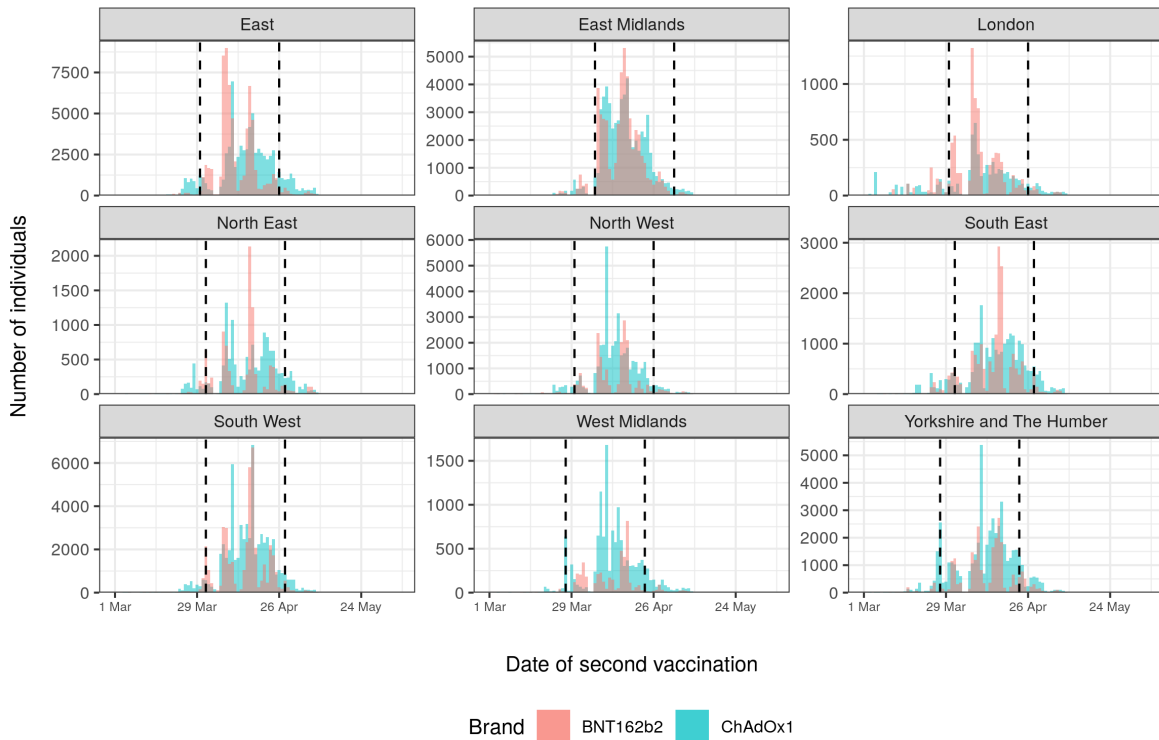 East
East Midlands
London
7500
5000
2500
0
5000
4000
3000
2000
1000
0
1000
500
0
North East
North West
South East
2000
1500
1000
500
0
6000
5000
4000
3000
2000
1000
0
3000
2000
1000
0
South West
West Midlands
Yorkshire and The Humber
6000
4000
2000
0
1500
1000
500
0
5000
4000
3000
2000
1000
0
1 Mar 29 Mar 26 Apr 24 May
1 Mar 29 Mar 26 Apr 24 May
1 Mar 29 Mar 26 Apr 24 May
Number of individuals
Date of second vaccination
Brand BNT162b2 ChAdOx1